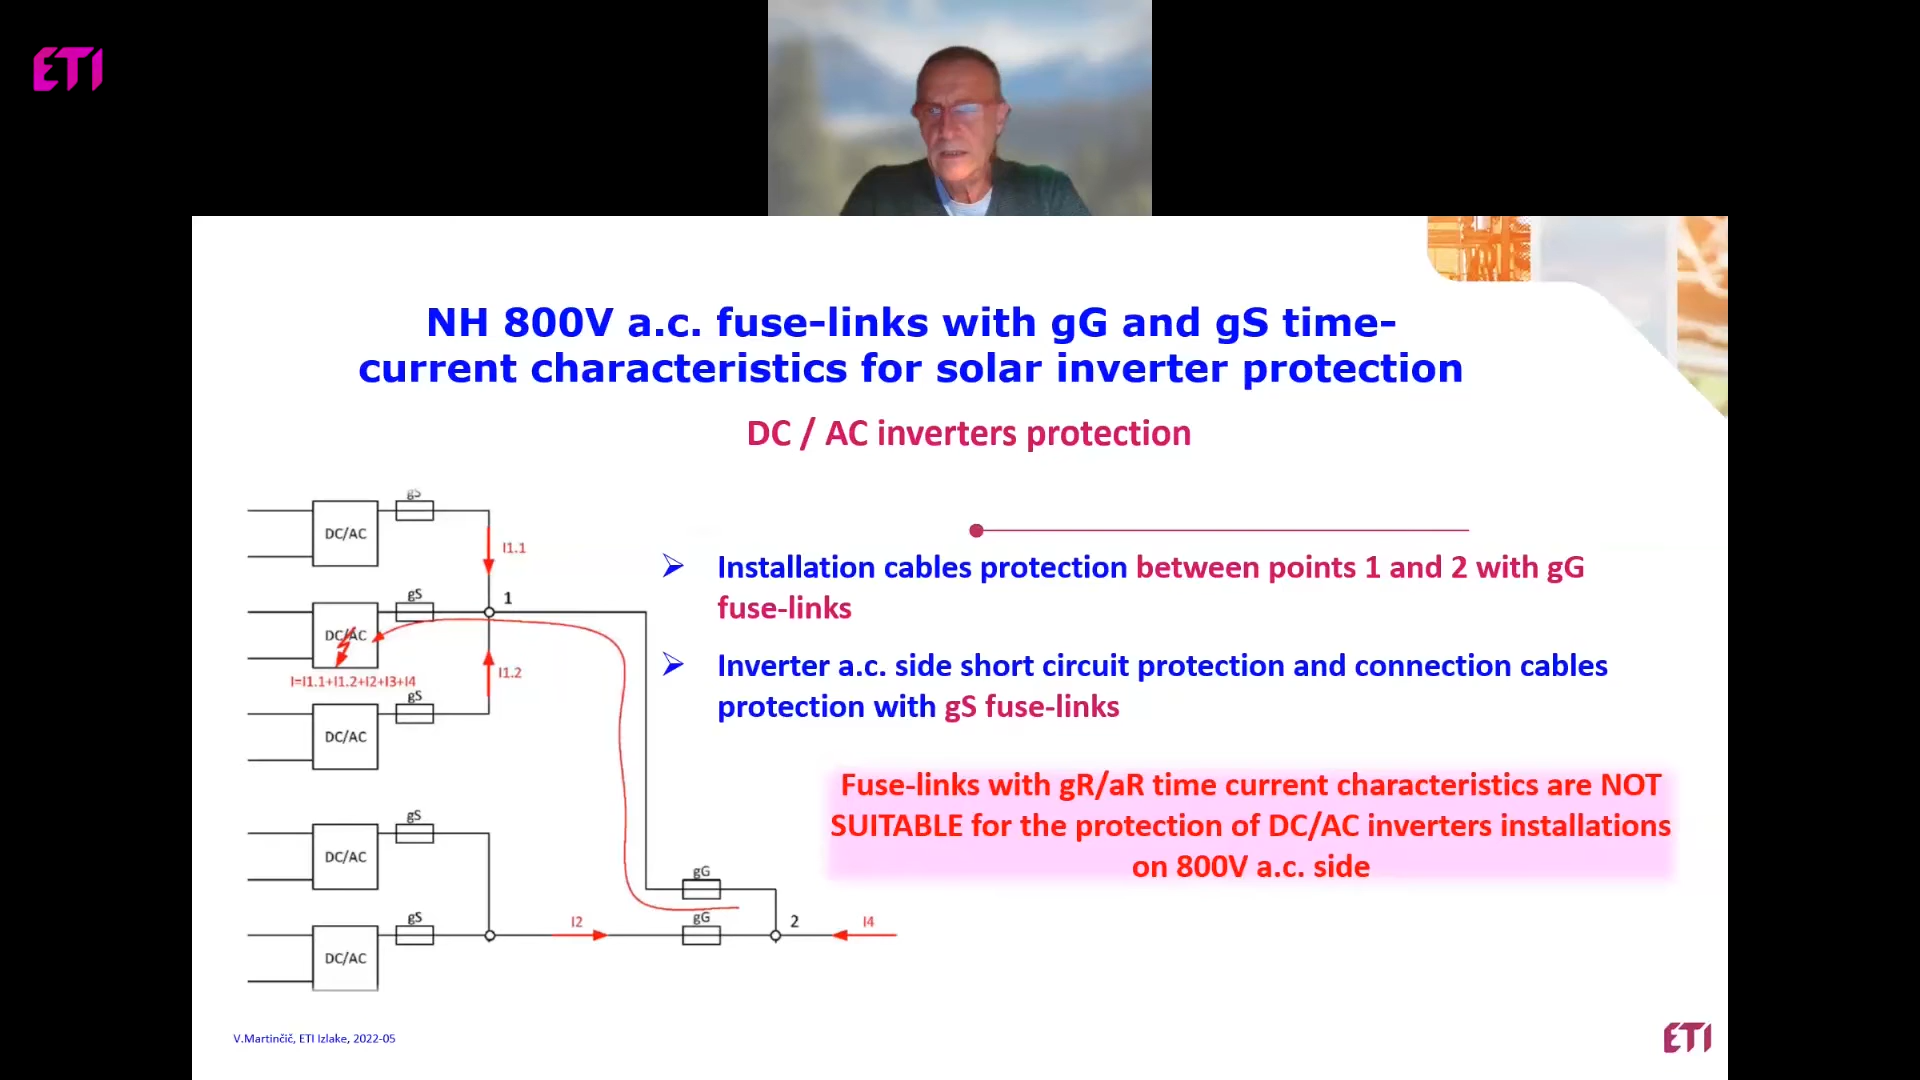 ETI
NH 800V a.c. fuse-links with gG and gS time-
current characteristics for solar inverter protection
DC / AC inverters protection
gS
DC/AC
I1.1
gS
1
DC/AC
I=I1.1+I1.2+I2+I3+I4
I1.2
gS
DC/AC
gS
DC/AC
gS
DC/AC
I2
gG
gG
2
I4
Installation cables protection between points 1 and 2 with gG
fuse-links
Inverter a.c. side short circuit protection and connection cables
protection with gS fuse-links
Fuse-links with gR/aR time current characteristics are NOT
SUITABLE for the protection of DC/AC inverters installations
on 800V a.c. side
V.Martinčič, ETI Izlake, 2022-05
ETI